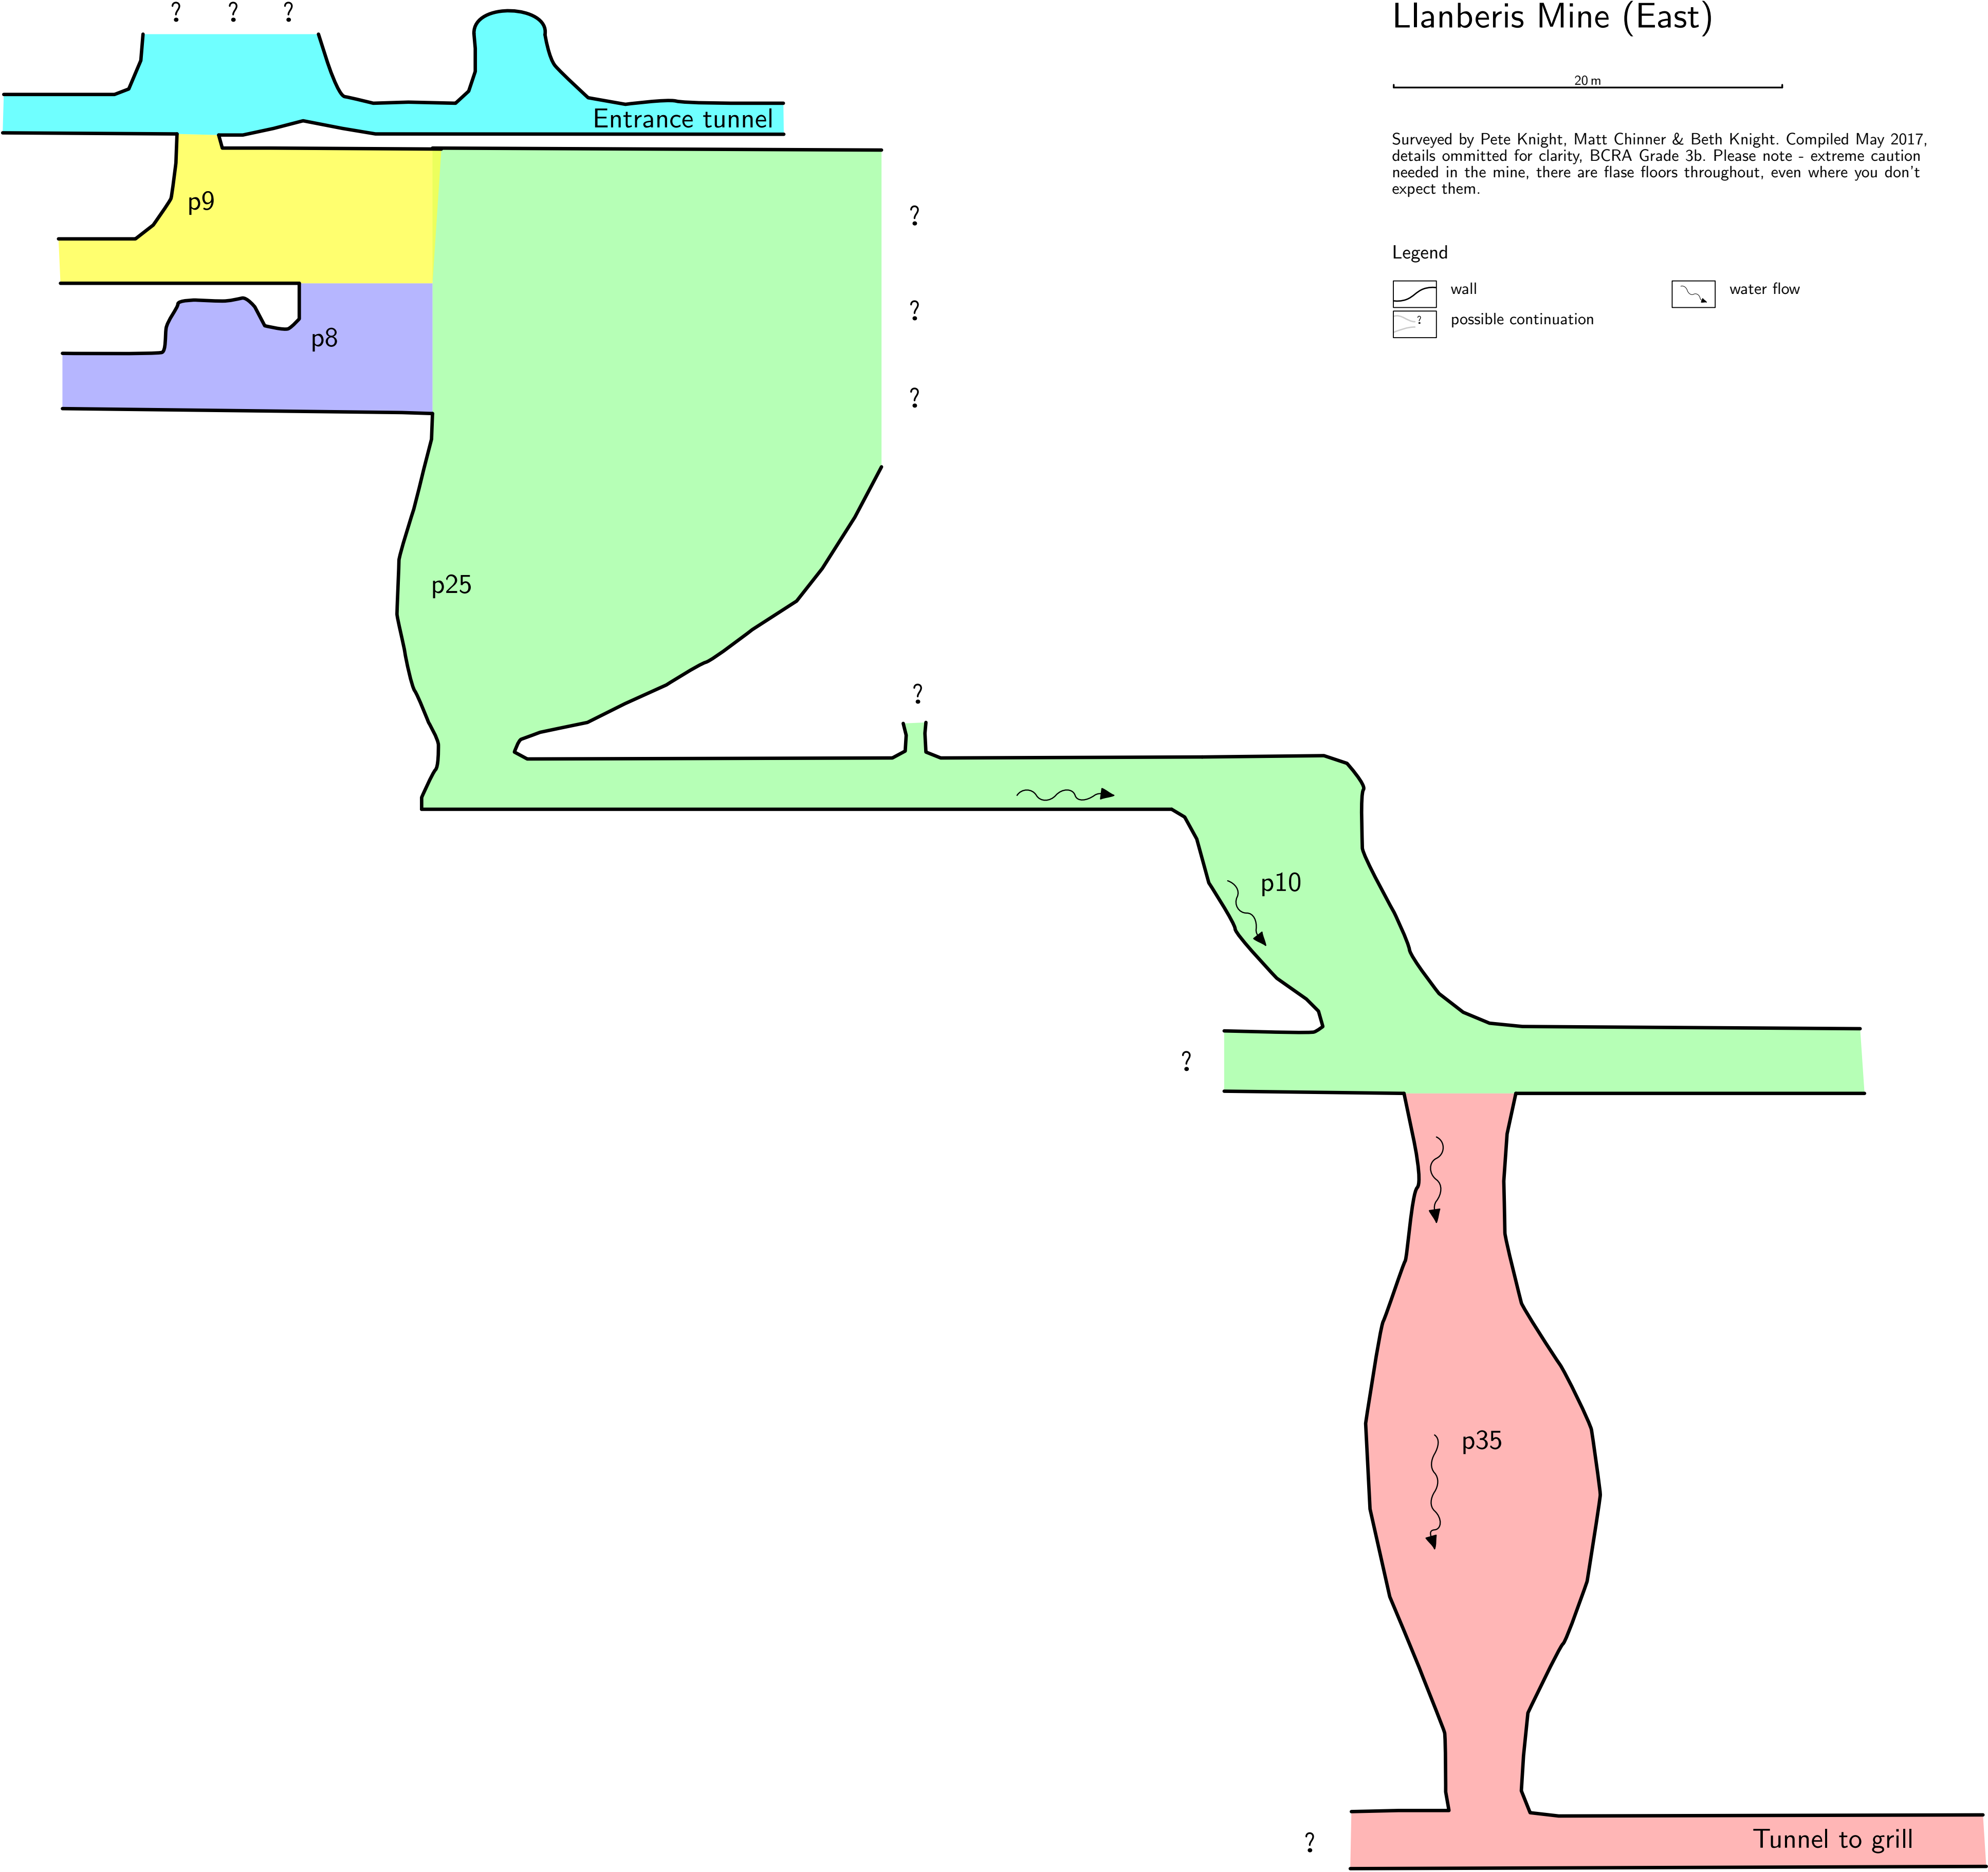 ? ? ?
Llanberis Mine (East)
20 m
Entrance tunnel
Surveyed by Pete Knight, Matt Chinner & Beth Knight. Compiled May 2017,
details ommitted for clarity, BCRA Grade 3b. Please note - extreme caution
needed in the mine, there are flase floors throughout, even where you don't
expect them.
p9
?
Legend
wall
water flow
?
possible continuation
?
p8
?
p25
?
p10
?
p35
?
Tunnel to grill